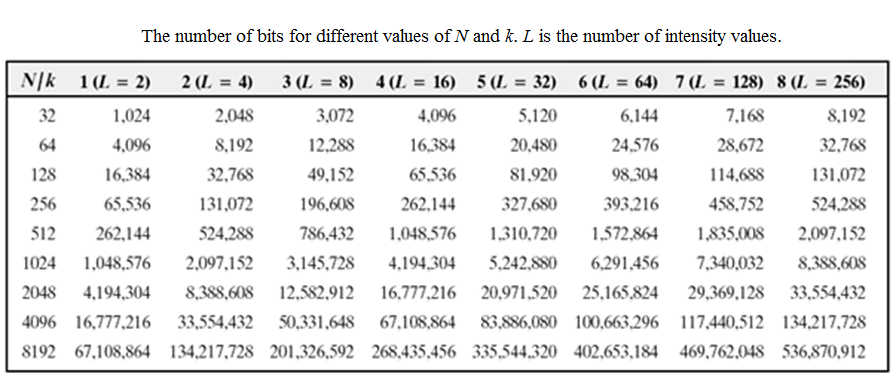 The number of bits for different values of N and k. L is the number of intensity values.
N/k 1 (L = 2) 2 (L = 4) 3 (L = 8) 4 (L = 16) 5 (L = 32) 6 (L = 64) 7 (L = 128) 8 (L = 256)
32 1,024 2,048 3,072 4,096 5,120 6,144 7,168 8,192
64 4,096 8,192 12,288 16,384 20,480 24,576 28,672 32,768
128 16,384 32,768 49,152 65,536 81,920 98,304 114,688 131,072
256 65,536 131,072 196,608 262,144 327,680 393,216 458,752 524,288
512 262,144 524,288 786,432 1,048,576 1,310,720 1,572,864 1,835,008 2,097,152
1024 1,048,576 2,097,152 3,145,728 4,194,304 5,242,880 6,291,456 7,340,032 8,388,608
2048 4,194,304 8,388,608 12,582,912 16,777,216 20,971,520 25,165,824 29,369,128 33,554,432
4096 16,777,216 33,554,432 50,331,648 67,108,864 83,886,080 100,663,296 117,440,512 134,217,728
8192 67,108,864 134,217,728 201,326,592 268,435,456 335,544,320 402,653,184 469,762,048 536,870,912